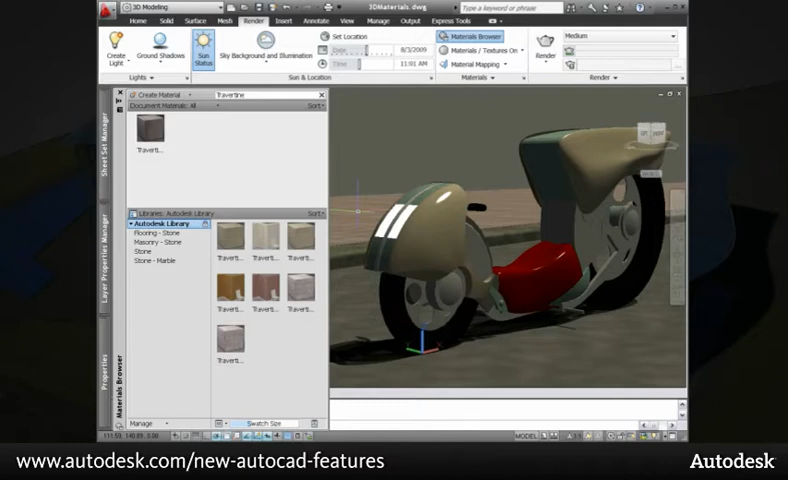 3D Modeling
3DMaterials.dwg
Type a keyword or phrase
Home Solid Surface Mesh Render Insert Annotate View Manage Output Express Tools
Create Light
Ground Shadows
Sun Status
Sky Background and Illumination
Set Location
Date 8/3/2009
Time 11:01 AM
Materials Browser
Materials / Textures On
Material Mapping
Render
Medium
Lights
Sun & Location
Materials
Render
Create Material
Travertine
Document Materials: All
Sort
Traverti...
Libraries: Autodesk Library
Sort
Autodesk Library
Flooring - Stone
Masonry - Stone
Stone
Stone - Marble
Traverti... Traverti... Traverti...
Traverti... Traverti... Traverti...
Traverti...
Manage
Swatch Size
Sheet Set Manager
Layer Properties Manager
Properties
Materials Browser
MODEL
www.autodesk.com/new-autocad-features
Autodesk